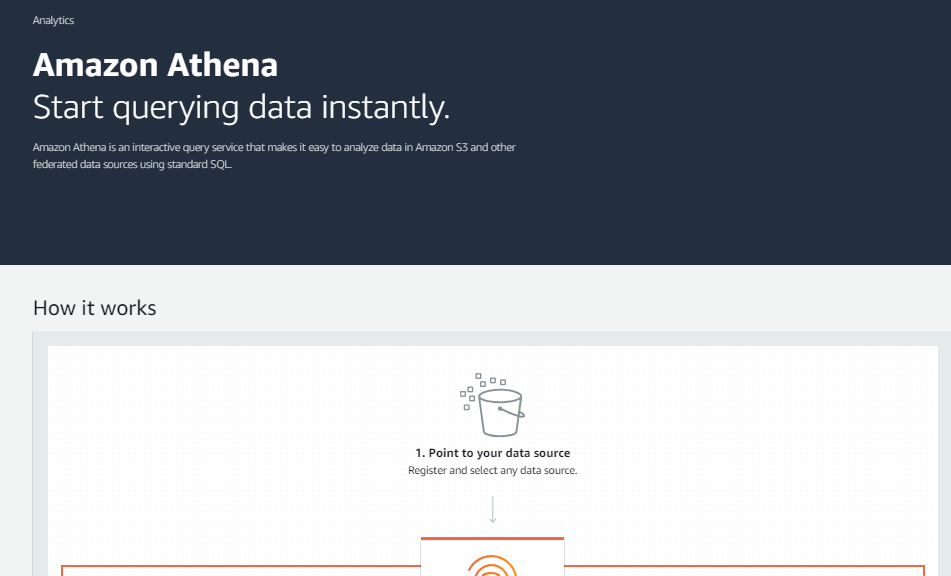 Analytics
Amazon Athena
Start querying data instantly.
Amazon Athena is an interactive query service that makes it easy to analyze data in Amazon S3 and other
federated data sources using standard SQL.
How it works
1. Point to your data source
Register and select any data source.